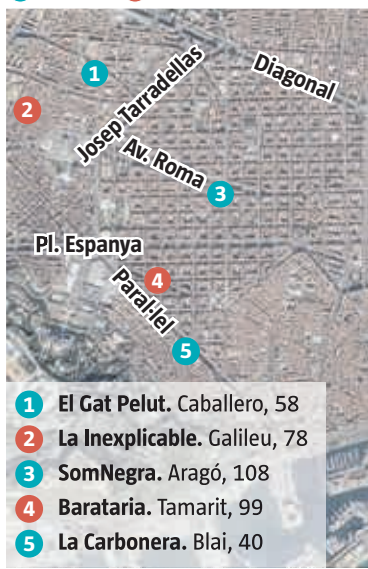 Diagonal
1
Josep Tarradellas
2
Av. Roma
3
Pl. Espanya
4
Paral·lel
5
1 El Gat Pelut. Caballero, 58
2 La Inexplicable. Galileu, 78
3 SomNegra. Aragó, 108
4 Barataria. Tamarit, 99
5 La Carbonera. Blai, 40